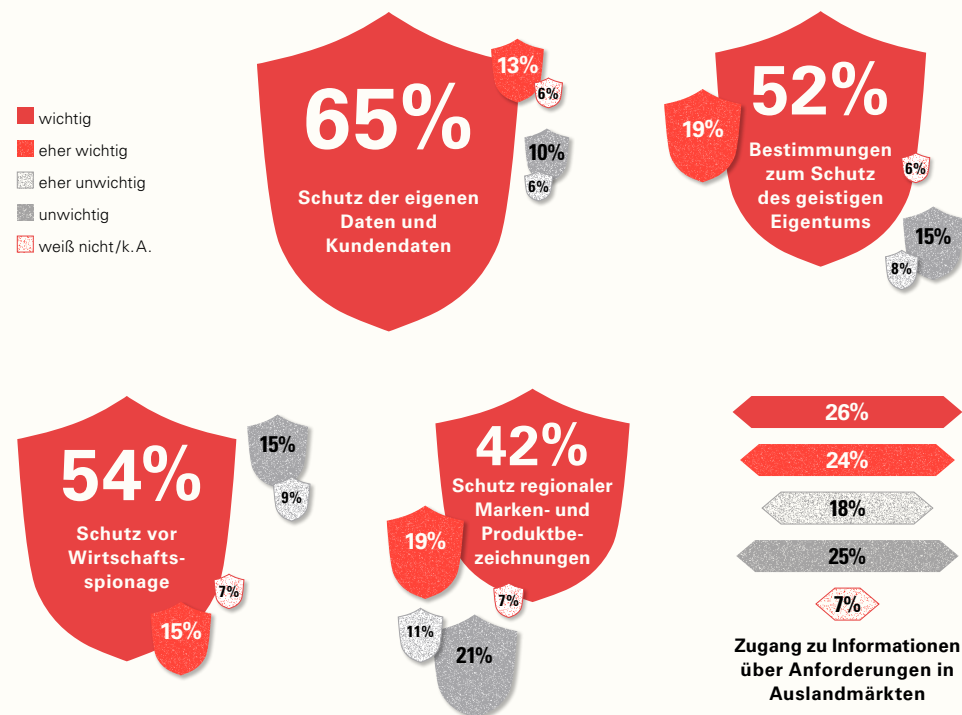 wichtig
eher wichtig
eher unwichtig
unwichtig
weiß nicht/k.A.
65%
Schutz der eigenen
Daten und
Kundendaten
13%
6%
10%
6%
52%
Bestimmungen
zum Schutz
des geistigen
Eigentums
19%
6%
15%
8%
54%
Schutz vor
Wirtschafts-
spionage
15%
9%
7%
15%
42%
Schutz regionaler
Marken- und
Produktbe-
zeichnungen
19%
7%
11%
21%
26%
24%
18%
25%
7%
Zugang zu Informationen
über Anforderungen in
Auslandmärkten